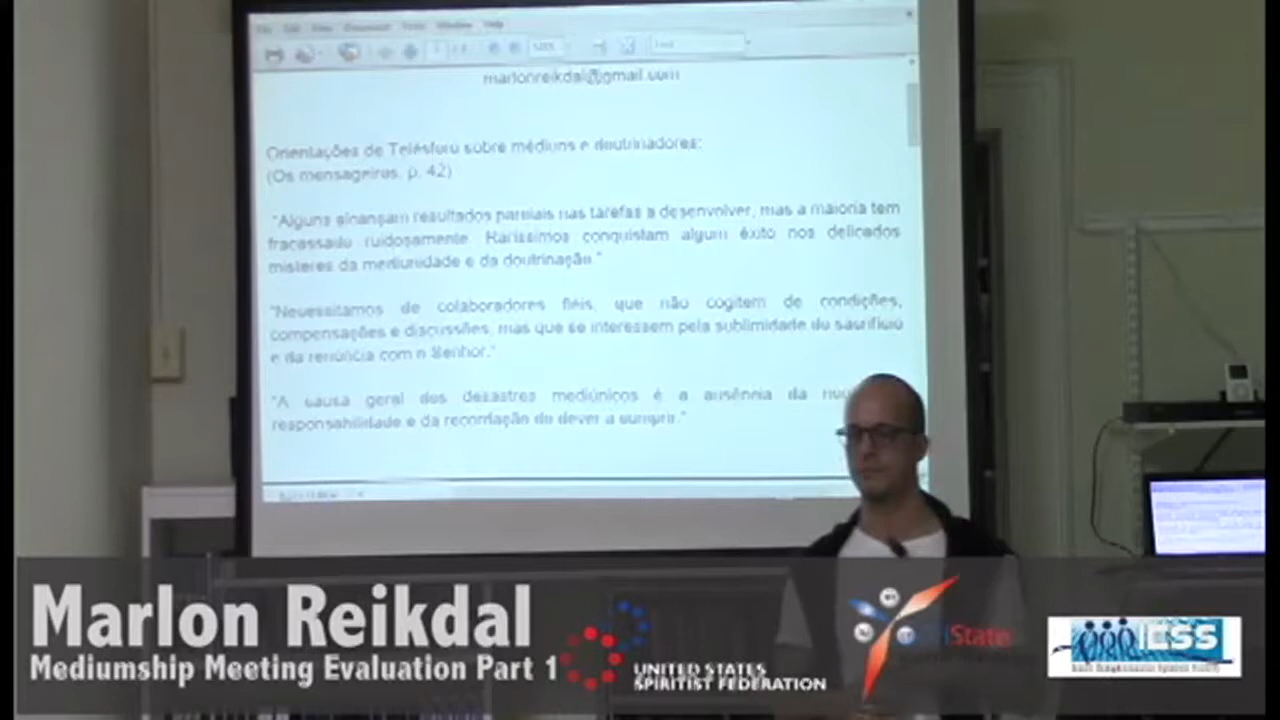 marlonreikdal@gmail.com
Orientações de Telésforo sobre médiuns e doutrinadores:
(Os mensageiros, p. 42)
"Alguns alcançam resultados parciais nas tarefas a desenvolver, mas a maioria tem
fracassado ruidosamente. Raríssimos conquistam algum êxito nos delicados
misteres da mediunidade e da doutrinação."
"Necessitamos de colaboradores fiéis, que não cogitem de condições,
compensações e discussões, mas que se interessem pela sublimidade do sacrifício
e da renúncia com o Senhor."
"A causa geral dos desastres mediúnicos é a ausência da
responsabilidade e da recordação do dever a cumprir."
Marlon Reikdal
Mediumship Meeting Evaluation Part 1
UNITED STATES
SPIRITIST FEDERATION
TriState
CSS